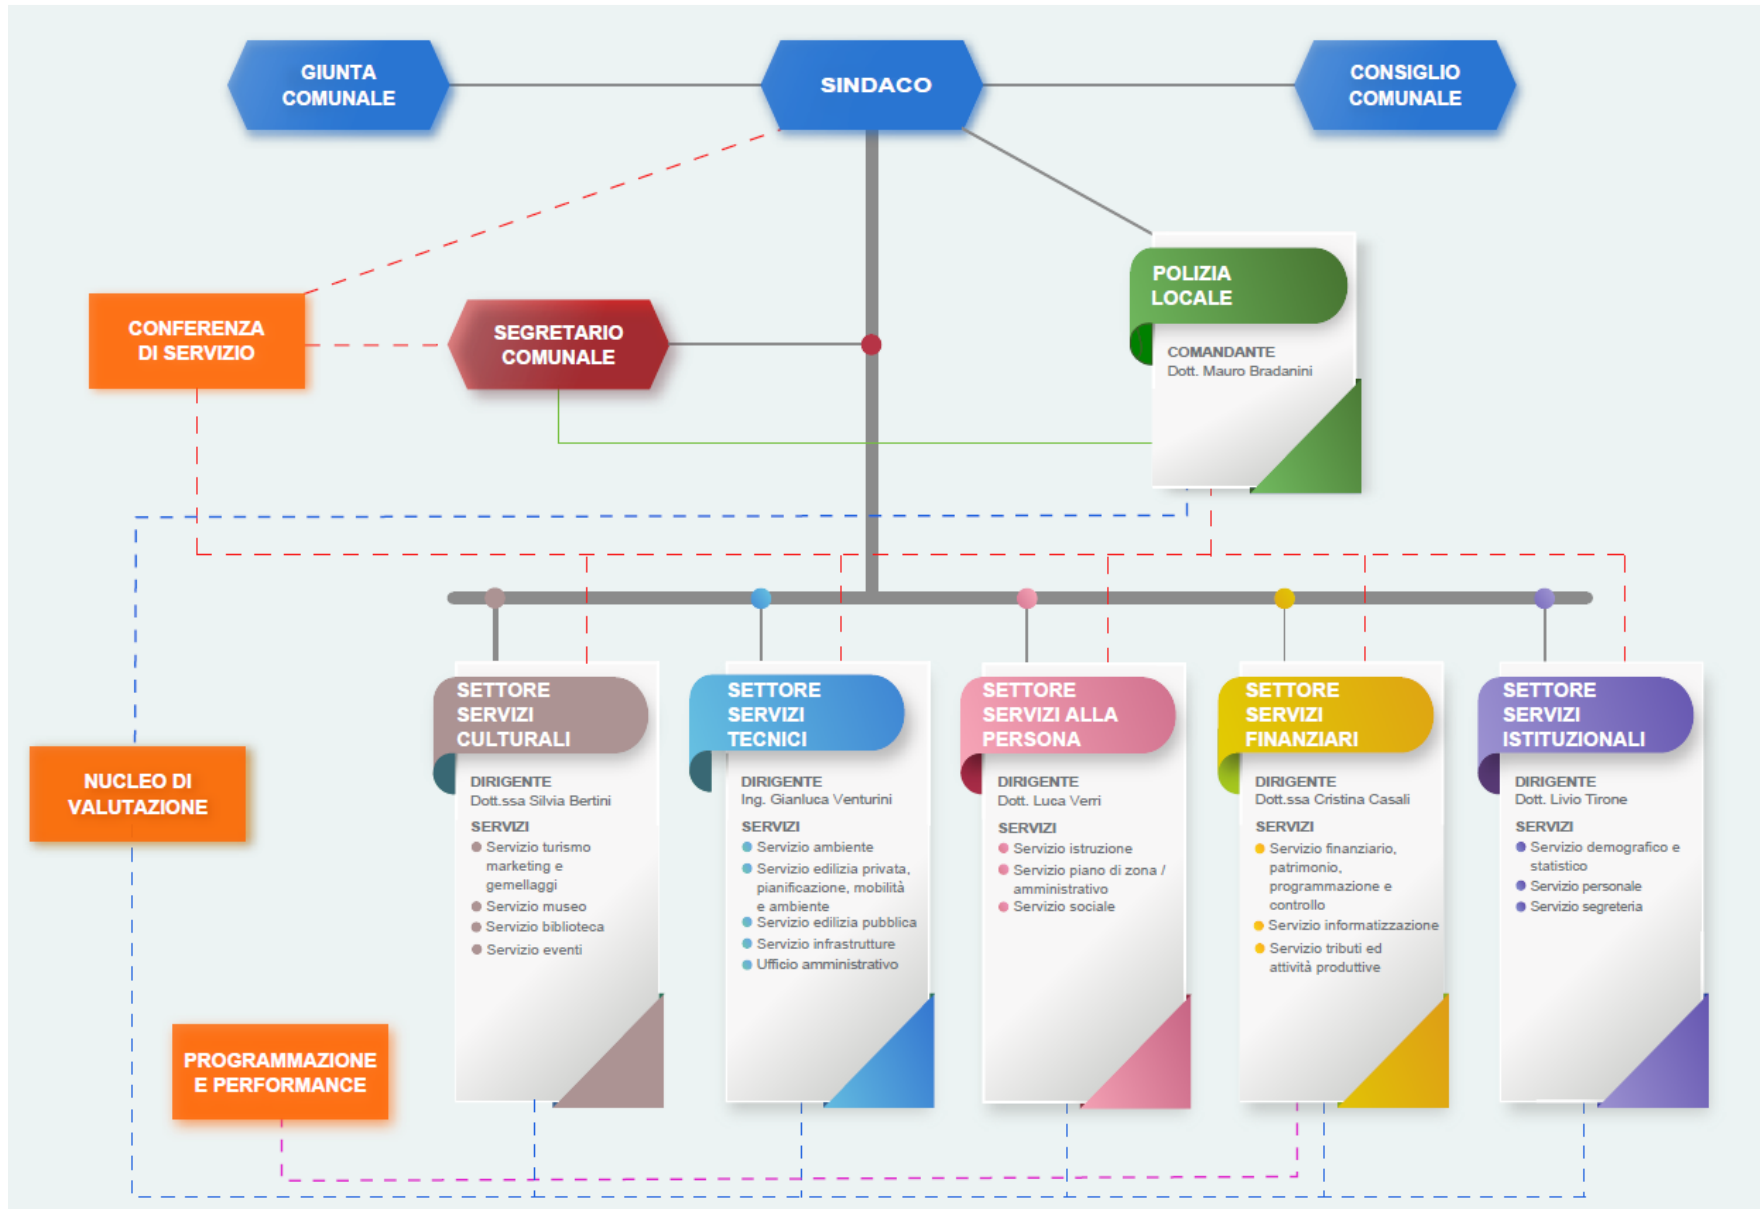 GIUNTA
COMUNALE
SINDACO
CONSIGLIO
COMUNALE
POLIZIA
LOCALE
COMANDANTE
Dott. Mauro Bradanini
CONFERENZA
DI SERVIZIO
SEGRETARIO
COMUNALE
SETTORE
SERVIZI
CULTURALI
DIRIGENTE
Dott.ssa Silvia Bertini
SERVIZI
Servizio turismo
marketing e
gemellaggi
Servizio museo
Servizio biblioteca
Servizio eventi
SETTORE
SERVIZI
TECNICI
DIRIGENTE
Ing. Gianluca Venturini
SERVIZI
Servizio ambiente
Servizio edilizia privata,
pianificazione, mobilità
e ambiente
Servizio edilizia pubblica
Servizio infrastrutture
Ufficio amministrativo
SETTORE
SERVIZI ALLA
PERSONA
DIRIGENTE
Dott. Luca Verri
SERVIZI
Servizio istruzione
Servizio piano di zona /
amministrativo
Servizio sociale
SETTORE
SERVIZI
FINANZIARI
DIRIGENTE
Dott.ssa Cristina Casali
SERVIZI
Servizio finanziario,
patrimonio,
programmazione e
controllo
Servizio informatizzazione
Servizio tributi ed
attività produttive
SETTORE
SERVIZI
ISTITUZIONALI
DIRIGENTE
Dott. Livio Tirone
SERVIZI
Servizio demografico e
statistico
Servizio personale
Servizio segreteria
NUCLEO DI
VALUTAZIONE
PROGRAMMAZIONE
E PERFORMANCE